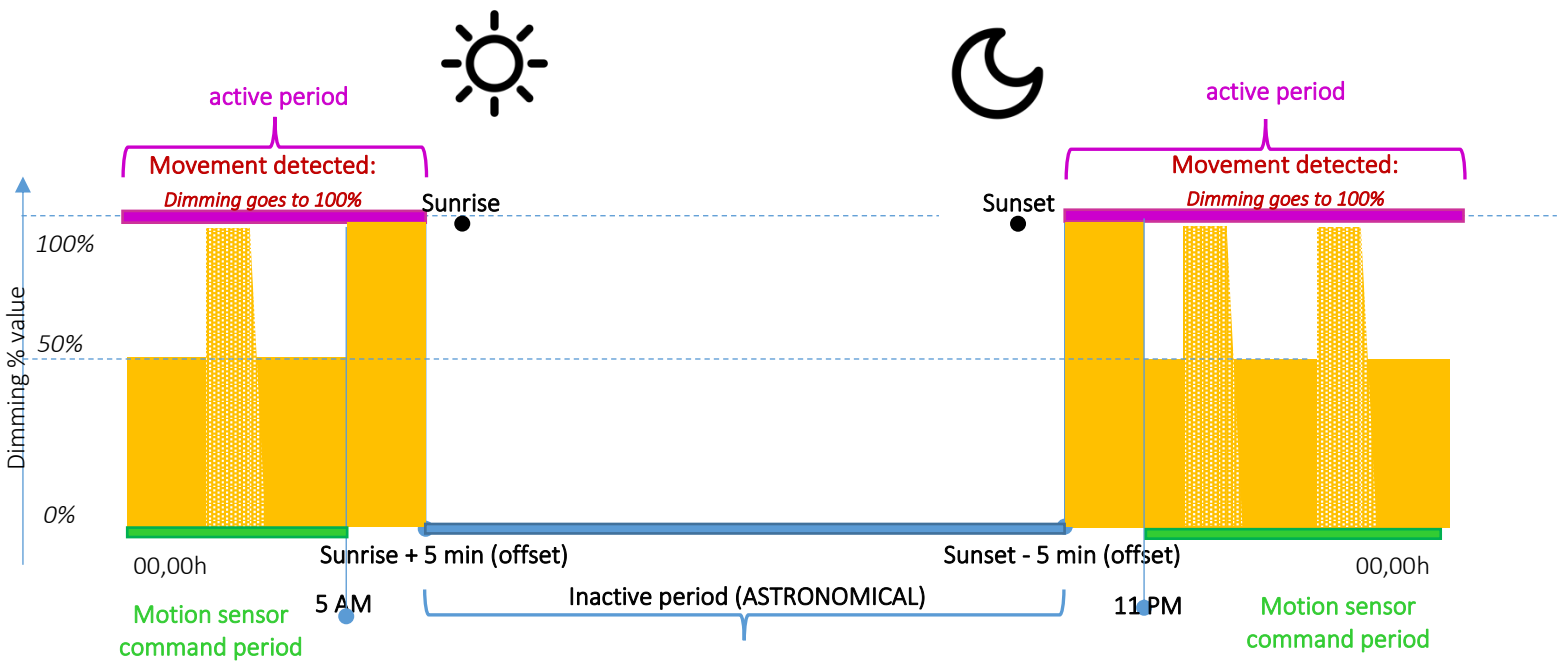 active period
active period
Movement detected:
Movement detected:
Dimming goes to 100%
Dimming goes to 100%
Sunrise
Sunset
100%
50%
Dimming % value
0%
Sunrise + 5 min (offset)
Sunset - 5 min (offset)
00,00h
00,00h
5 AM
Inactive period (ASTRONOMICAL)
11 PM
Motion sensor
command period
Motion sensor
command period